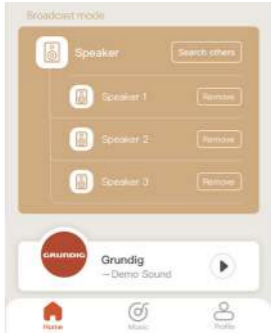 Broadcast mode
Speaker
Search others
Speaker 1
Remove
Speaker 2
Remove
Speaker 3
Remove
GRUNDIG
Grundig
–Demo Sound
Home
Music
Profile